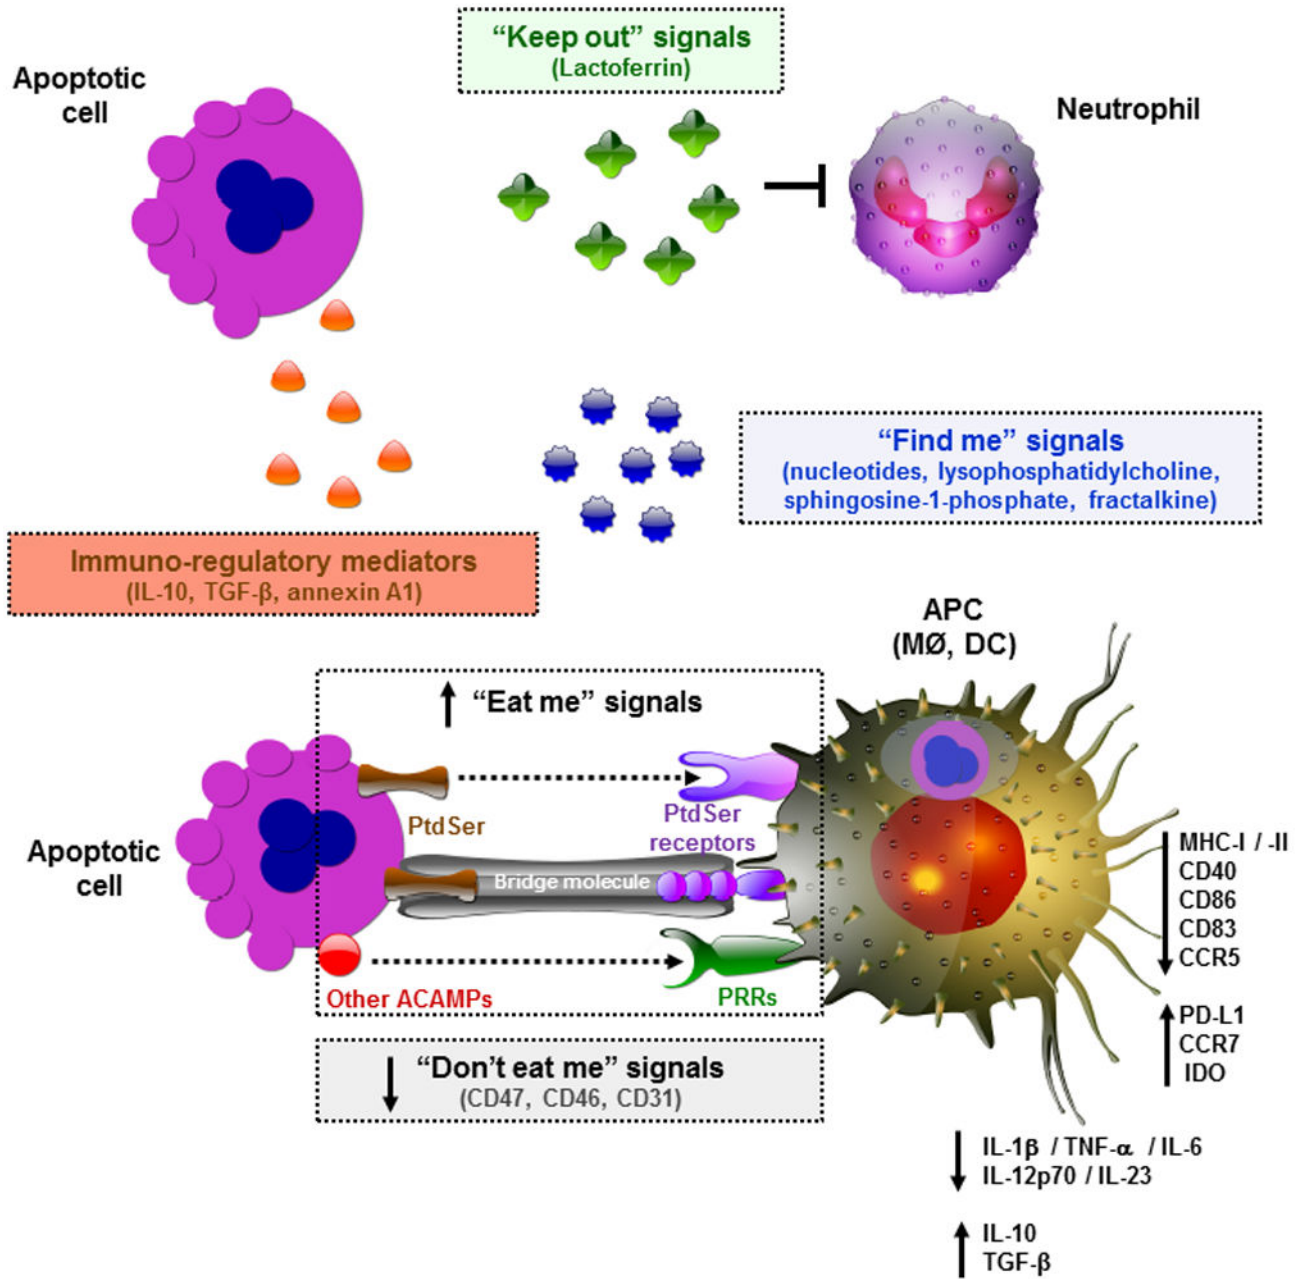 “Keep out” signals
(Lactoferrin)
Apoptotic
cell
Neutrophil
“Find me” signals
(nucleotides, lysophosphatidylcholine,
sphingosine-1-phosphate, fractalkine)
Immuno-regulatory mediators
(IL-10, TGF-β, annexin A1)
APC
(MØ, DC)
“Eat me” signals
PtdSer
PtdSer
receptors
Apoptotic
cell
Bridge molecule
Other ACAMPs
PRRs
“Don’t eat me” signals
(CD47, CD46, CD31)
MHC-I / -II
CD40
CD86
CD83
CCR5
PD-L1
CCR7
IDO
IL-1β / TNF-α / IL-6
IL-12p70 / IL-23
IL-10
TGF-β